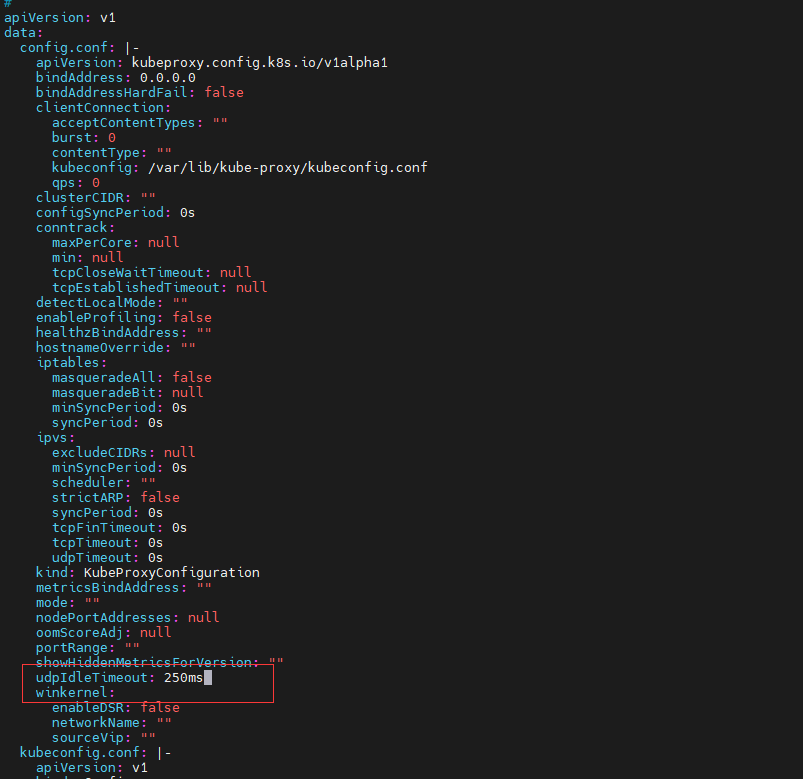 #
apiVersion: v1
data:
  config.conf: |-
    apiVersion: kubeproxy.config.k8s.io/v1alpha1
    bindAddress: 0.0.0.0
    bindAddressHardFail: false
    clientConnection:
      acceptContentTypes: ""
      burst: 0
      contentType: ""
      kubeconfig: /var/lib/kube-proxy/kubeconfig.conf
      qps: 0
    clusterCIDR: ""
    configSyncPeriod: 0s
    conntrack:
      maxPerCore: null
      min: null
      tcpCloseWaitTimeout: null
      tcpEstablishedTimeout: null
    detectLocalMode: ""
    enableProfiling: false
    healthzBindAddress: ""
    hostnameOverride: ""
    iptables:
      masqueradeAll: false
      masqueradeBit: null
      minSyncPeriod: 0s
      syncPeriod: 0s
    ipvs:
      excludeCIDRs: null
      minSyncPeriod: 0s
      scheduler: ""
      strictARP: false
      syncPeriod: 0s
      tcpFinTimeout: 0s
      tcpTimeout: 0s
      udpTimeout: 0s
    kind: KubeProxyConfiguration
    metricsBindAddress: ""
    mode: ""
    nodePortAddresses: null
    oomScoreAdj: null
    portRange: ""
    showHiddenMetricsForVersion: ""
    udpIdleTimeout: 250ms
    winkernel:
      enableDSR: false
      networkName: ""
      sourceVip: ""
  kubeconfig.conf: |-
    apiVersion: v1